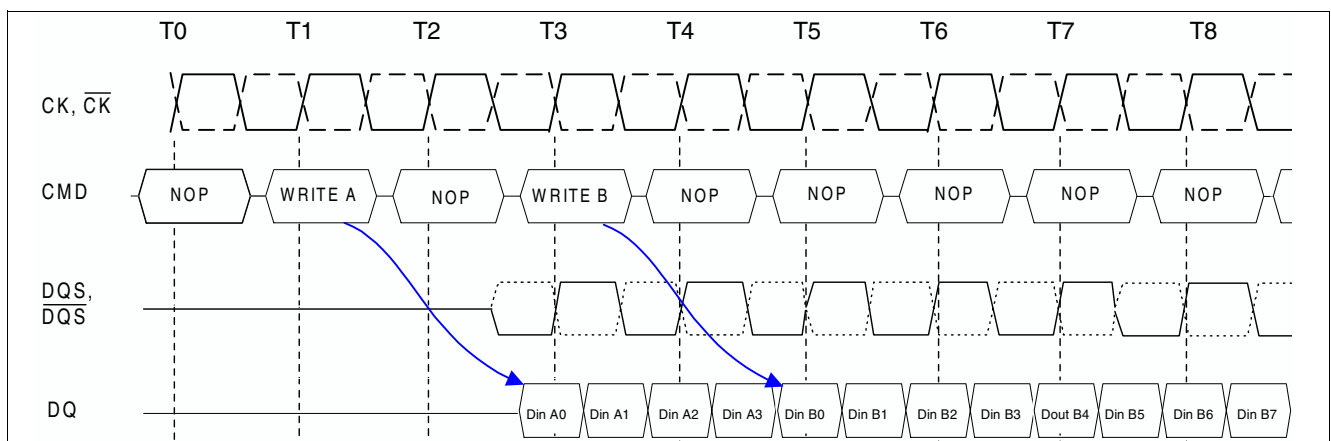 T0 T1 T2 T3 T4 T5 T6 T7 T8
CK, C̅K̅
CMD NOP WRITE A NOP WRITE B NOP NOP NOP NOP NOP
DQS,
D̅Q̅S̅
DQ Din A0 Din A1 Din A2 Din A3 Din B0 Din B1 Din B2 Din B3 Dout B4 Din B5 Din B6 Din B7